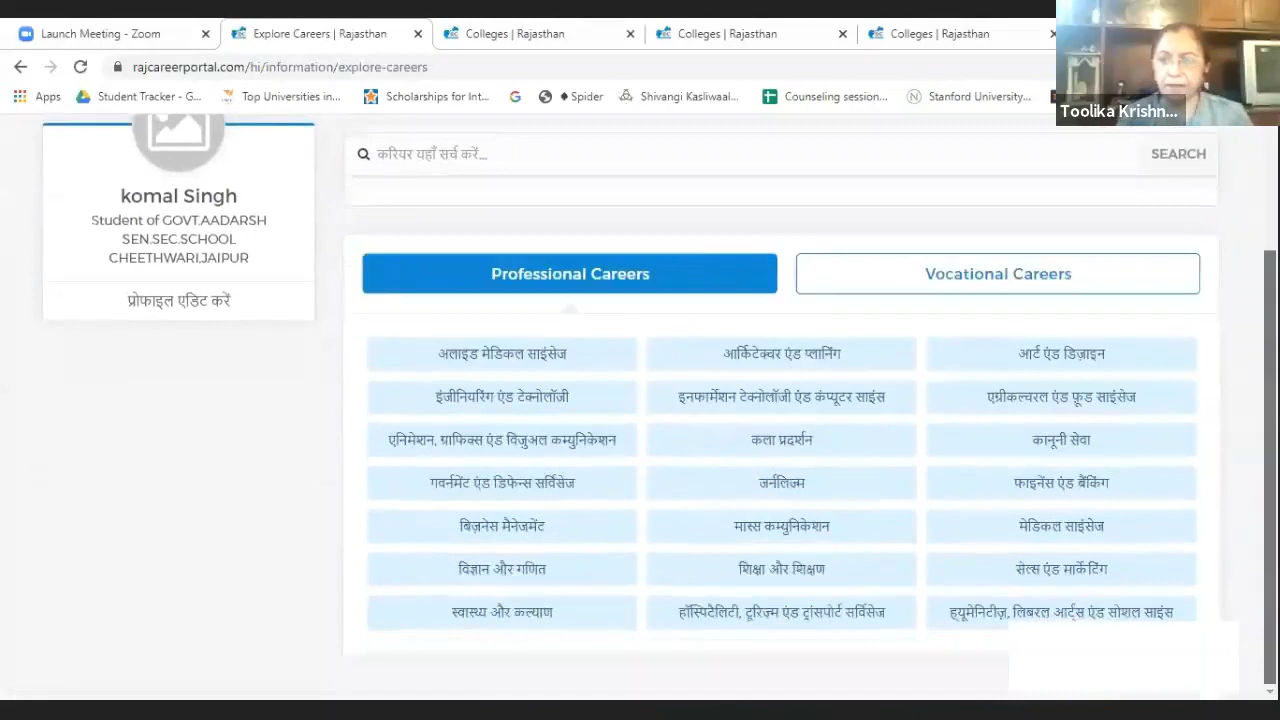 Launch Meeting - Zoom
Explore Careers | Rajasthan
Colleges | Rajasthan
Colleges | Rajasthan
Colleges | Rajasthan
rajcareerportal.com/hi/information/explore-careers
Apps
Student Tracker - G...
Top Universities in...
Scholarships for Int...
Spider
Shivangi Kasliwaal...
Counseling session...
Stanford University...
Toolika Krishn...
करियर यहाँ सर्च करें...
SEARCH
komal Singh
Student of GOVT.AADARSH
SEN.SEC.SCHOOL
CHEETHWARI,JAIPUR
प्रोफाइल एडिट करें
Professional Careers
Vocational Careers
अलाइड मेडिकल साइंसेज
आर्किटेक्चर एंड प्लानिंग
आर्ट एंड डिज़ाइन
इंजीनियरिंग एंड टेक्नोलॉजी
इनफार्मेशन टेक्नोलॉजी एंड कंप्यूटर साइंस
एग्रीकल्चरल एंड फ़ूड साइंसेज
एनिमेशन, ग्राफिक्स एंड विज़ुअल कम्युनिकेशन
कला प्रदर्शन
कानूनी सेवा
गवर्नमेंट एंड डिफेन्स सर्विसेज
जर्नलिज्म
फाइनेंस एंड बैंकिंग
बिज़नेस मैनेजमेंट
मास्स कम्युनिकेशन
मेडिकल साइंसेज
विज्ञान और गणित
शिक्षा और शिक्षण
सेल्स एंड मार्केटिंग
स्वास्थ्य और कल्याण
हॉस्पिटैलिटी, टूरिज्म एंड ट्रांसपोर्ट सर्विसेज
ह्यूमेनिटीज़, लिबरल आर्ट्स एंड सोशल साइंस